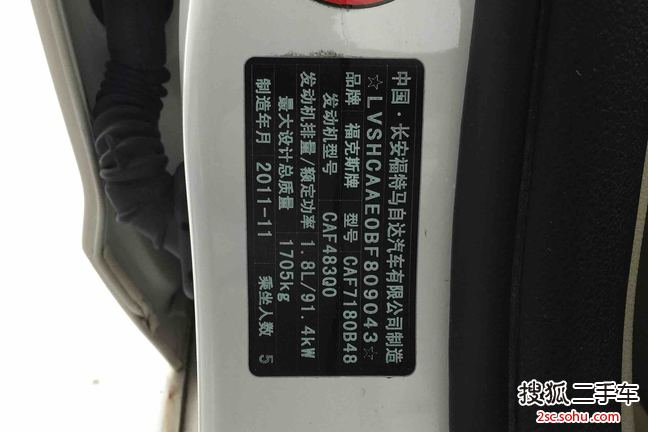 中国·长安福特马自达汽车有限公司制造
☆LVSHCAAE0BF809043☆
品牌 福克斯牌 型号 CAF7180B48
发动机型号 CAF483Q0
发动机排量/额定功率 1.8L/91.4kW
最大设计总质量 1705kg
制造年月 2011-11 乘坐人数 5
搜狐二手车
2sc.sohu.com